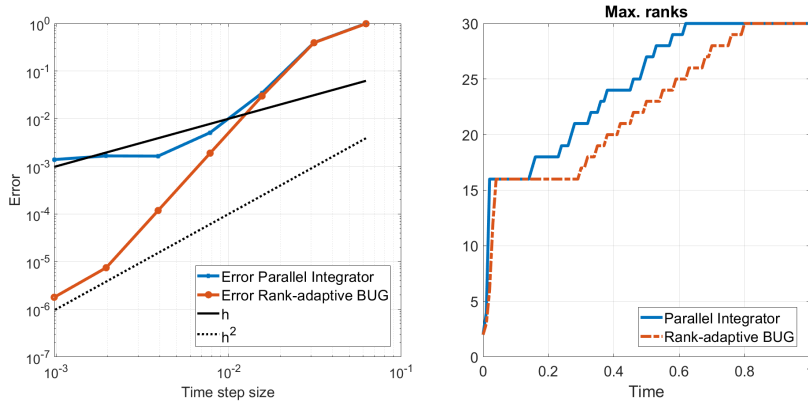 10^0
10^-1
10^-2
10^-3
10^-4
10^-5
10^-6
10^-7
Error
Error Parallel Integrator
Error Rank-adaptive BUG
h
h^2
10^-3
10^-2
10^-1
Time step size
Max. ranks
30
25
20
15
10
5
0
Parallel Integrator
Rank-adaptive BUG
0
0.2
0.4
0.6
0.8
Time